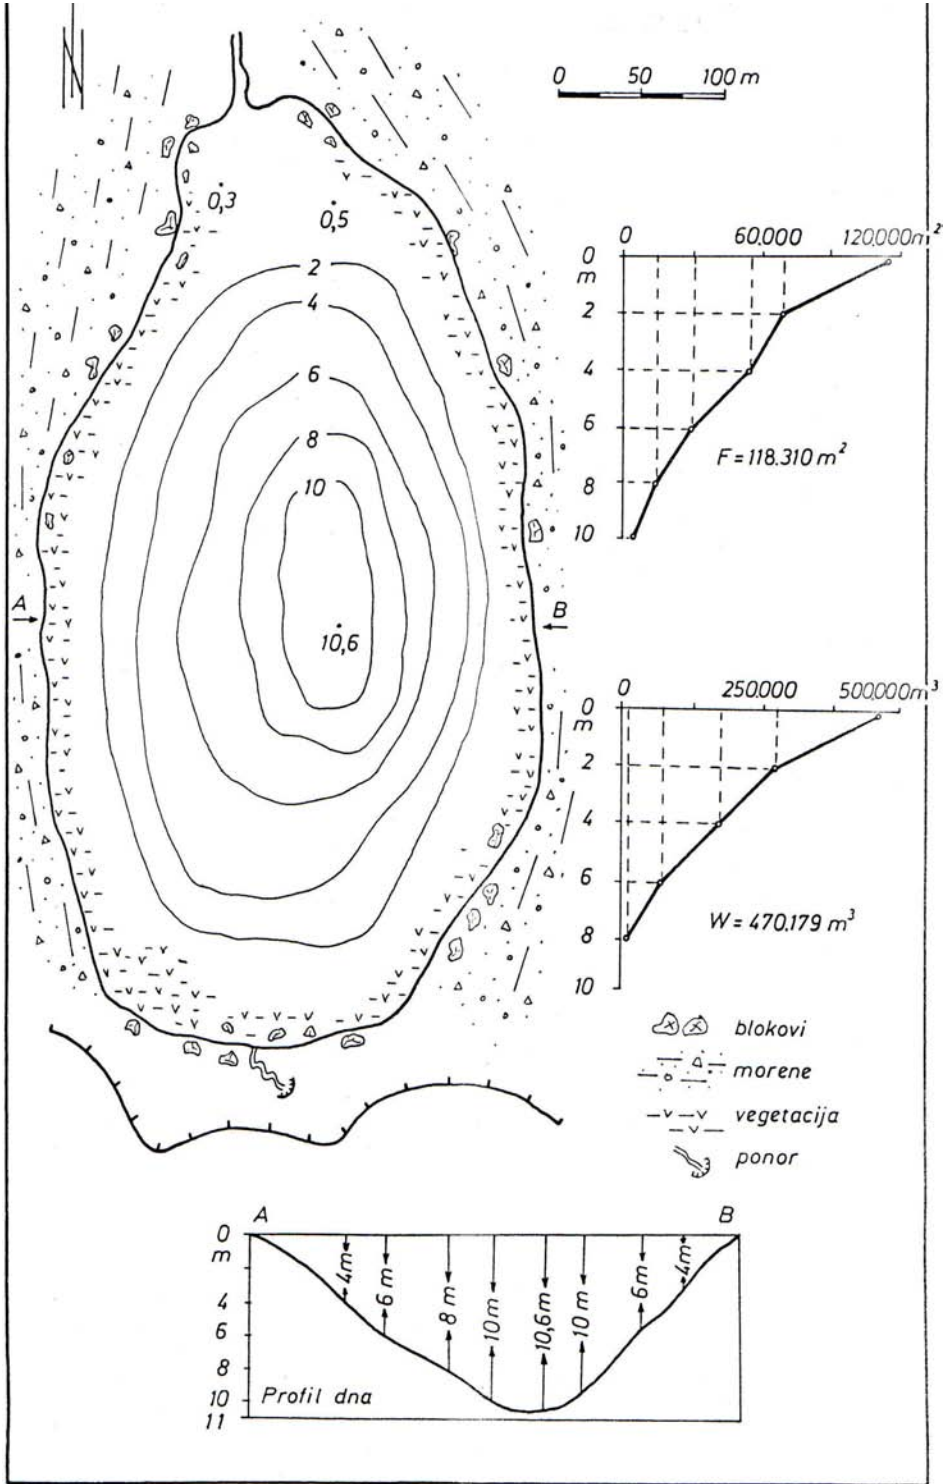 N
0 50 100 m
0,3
0,5
2
4
6
8
10
10,6
A
B
0 60.000 120.000 m²
0
m
2
4
6
8
10
F = 118.310 m²
0 250.000 500.000 m³
0
m
2
4
6
8
10
W = 470.179 m³
blokovi
morene
vegetacija
ponor
A B
0
m
4
6
8
10
11
4m
6 m
8 m
10 m
10,6m
10 m
6m
4m
Profil dna